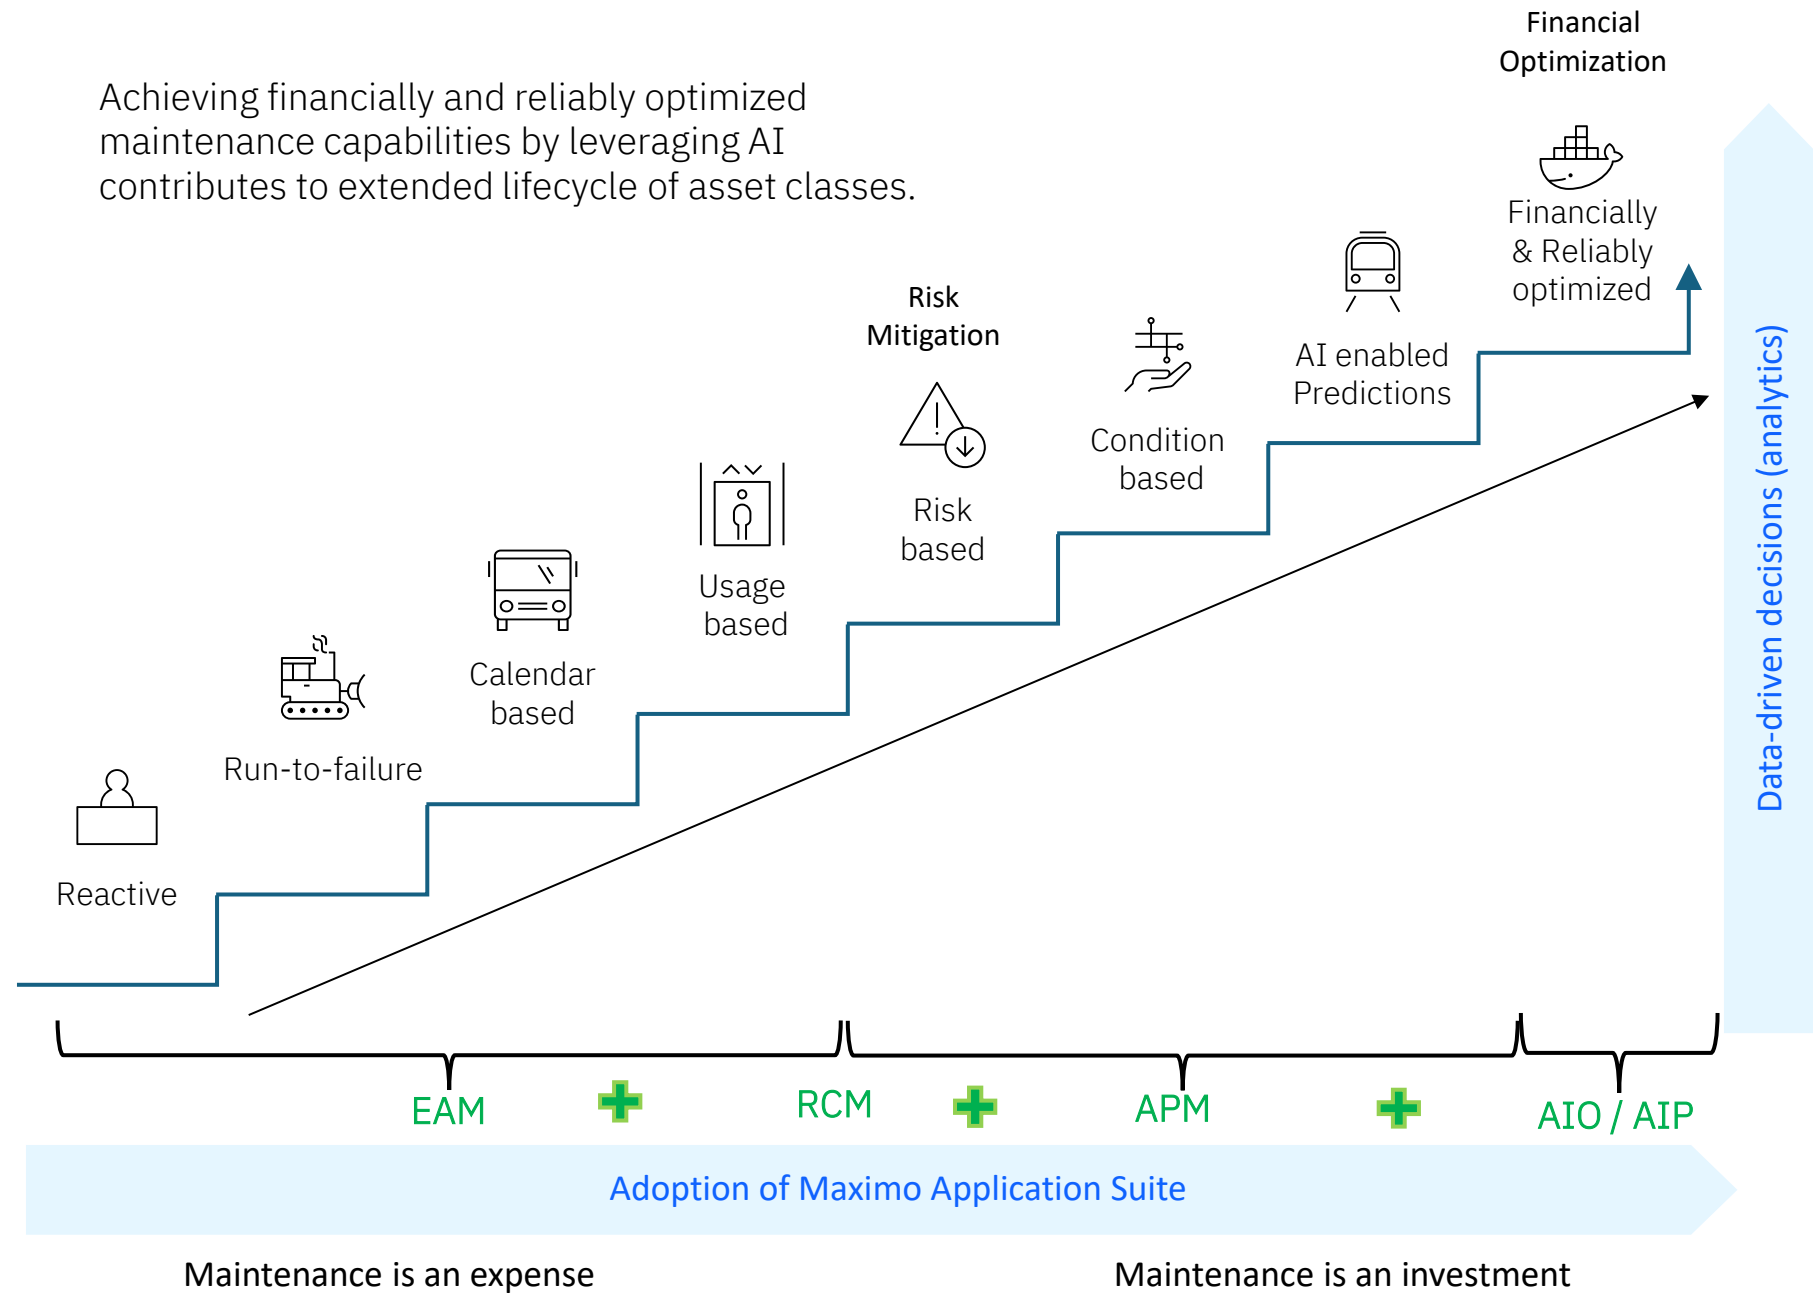 Financial
Optimization
Achieving financially and reliably optimized
maintenance capabilities by leveraging AI
contributes to extended lifecycle of asset classes.
Financially
& Reliably
optimized
Risk
Mitigation
AI enabled
Predictions
Condition
based
Risk
based
Usage
based
Calendar
based
Run-to-failure
Reactive
Data-driven decisions (analytics)
EAM
RCM
APM
AIO / AIP
Adoption of Maximo Application Suite
Maintenance is an expense
Maintenance is an investment